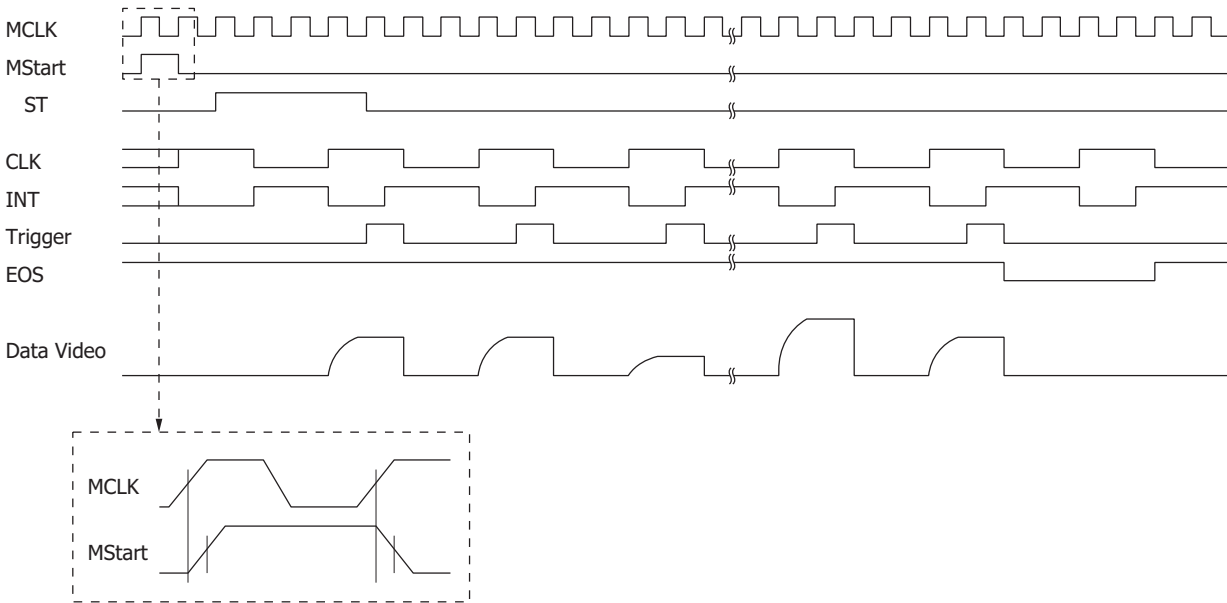 MCLK
MStart
ST
CLK
INT
Trigger
EOS
Data Video
MCLK
MStart